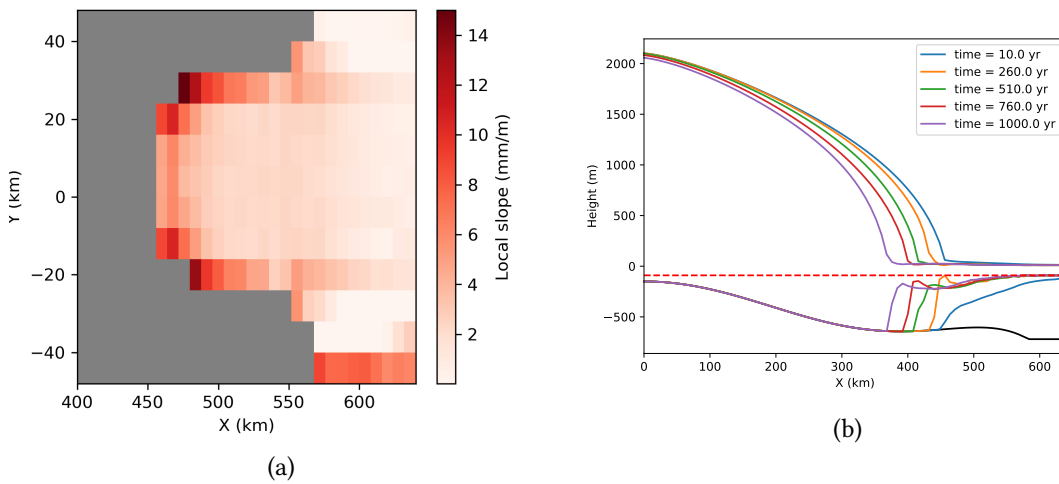 40
20
0
−20
−40
Y (km)
400
450
500
550
600
X (km)
14
12
10
8
6
4
2
Local slope (mm/m)
(a)
2000
1500
1000
500
0
−500
Height (m)
0
100
200
300
400
500
600
X (km)
time = 10.0 yr
time = 260.0 yr
time = 510.0 yr
time = 760.0 yr
time = 1000.0 yr
(b)